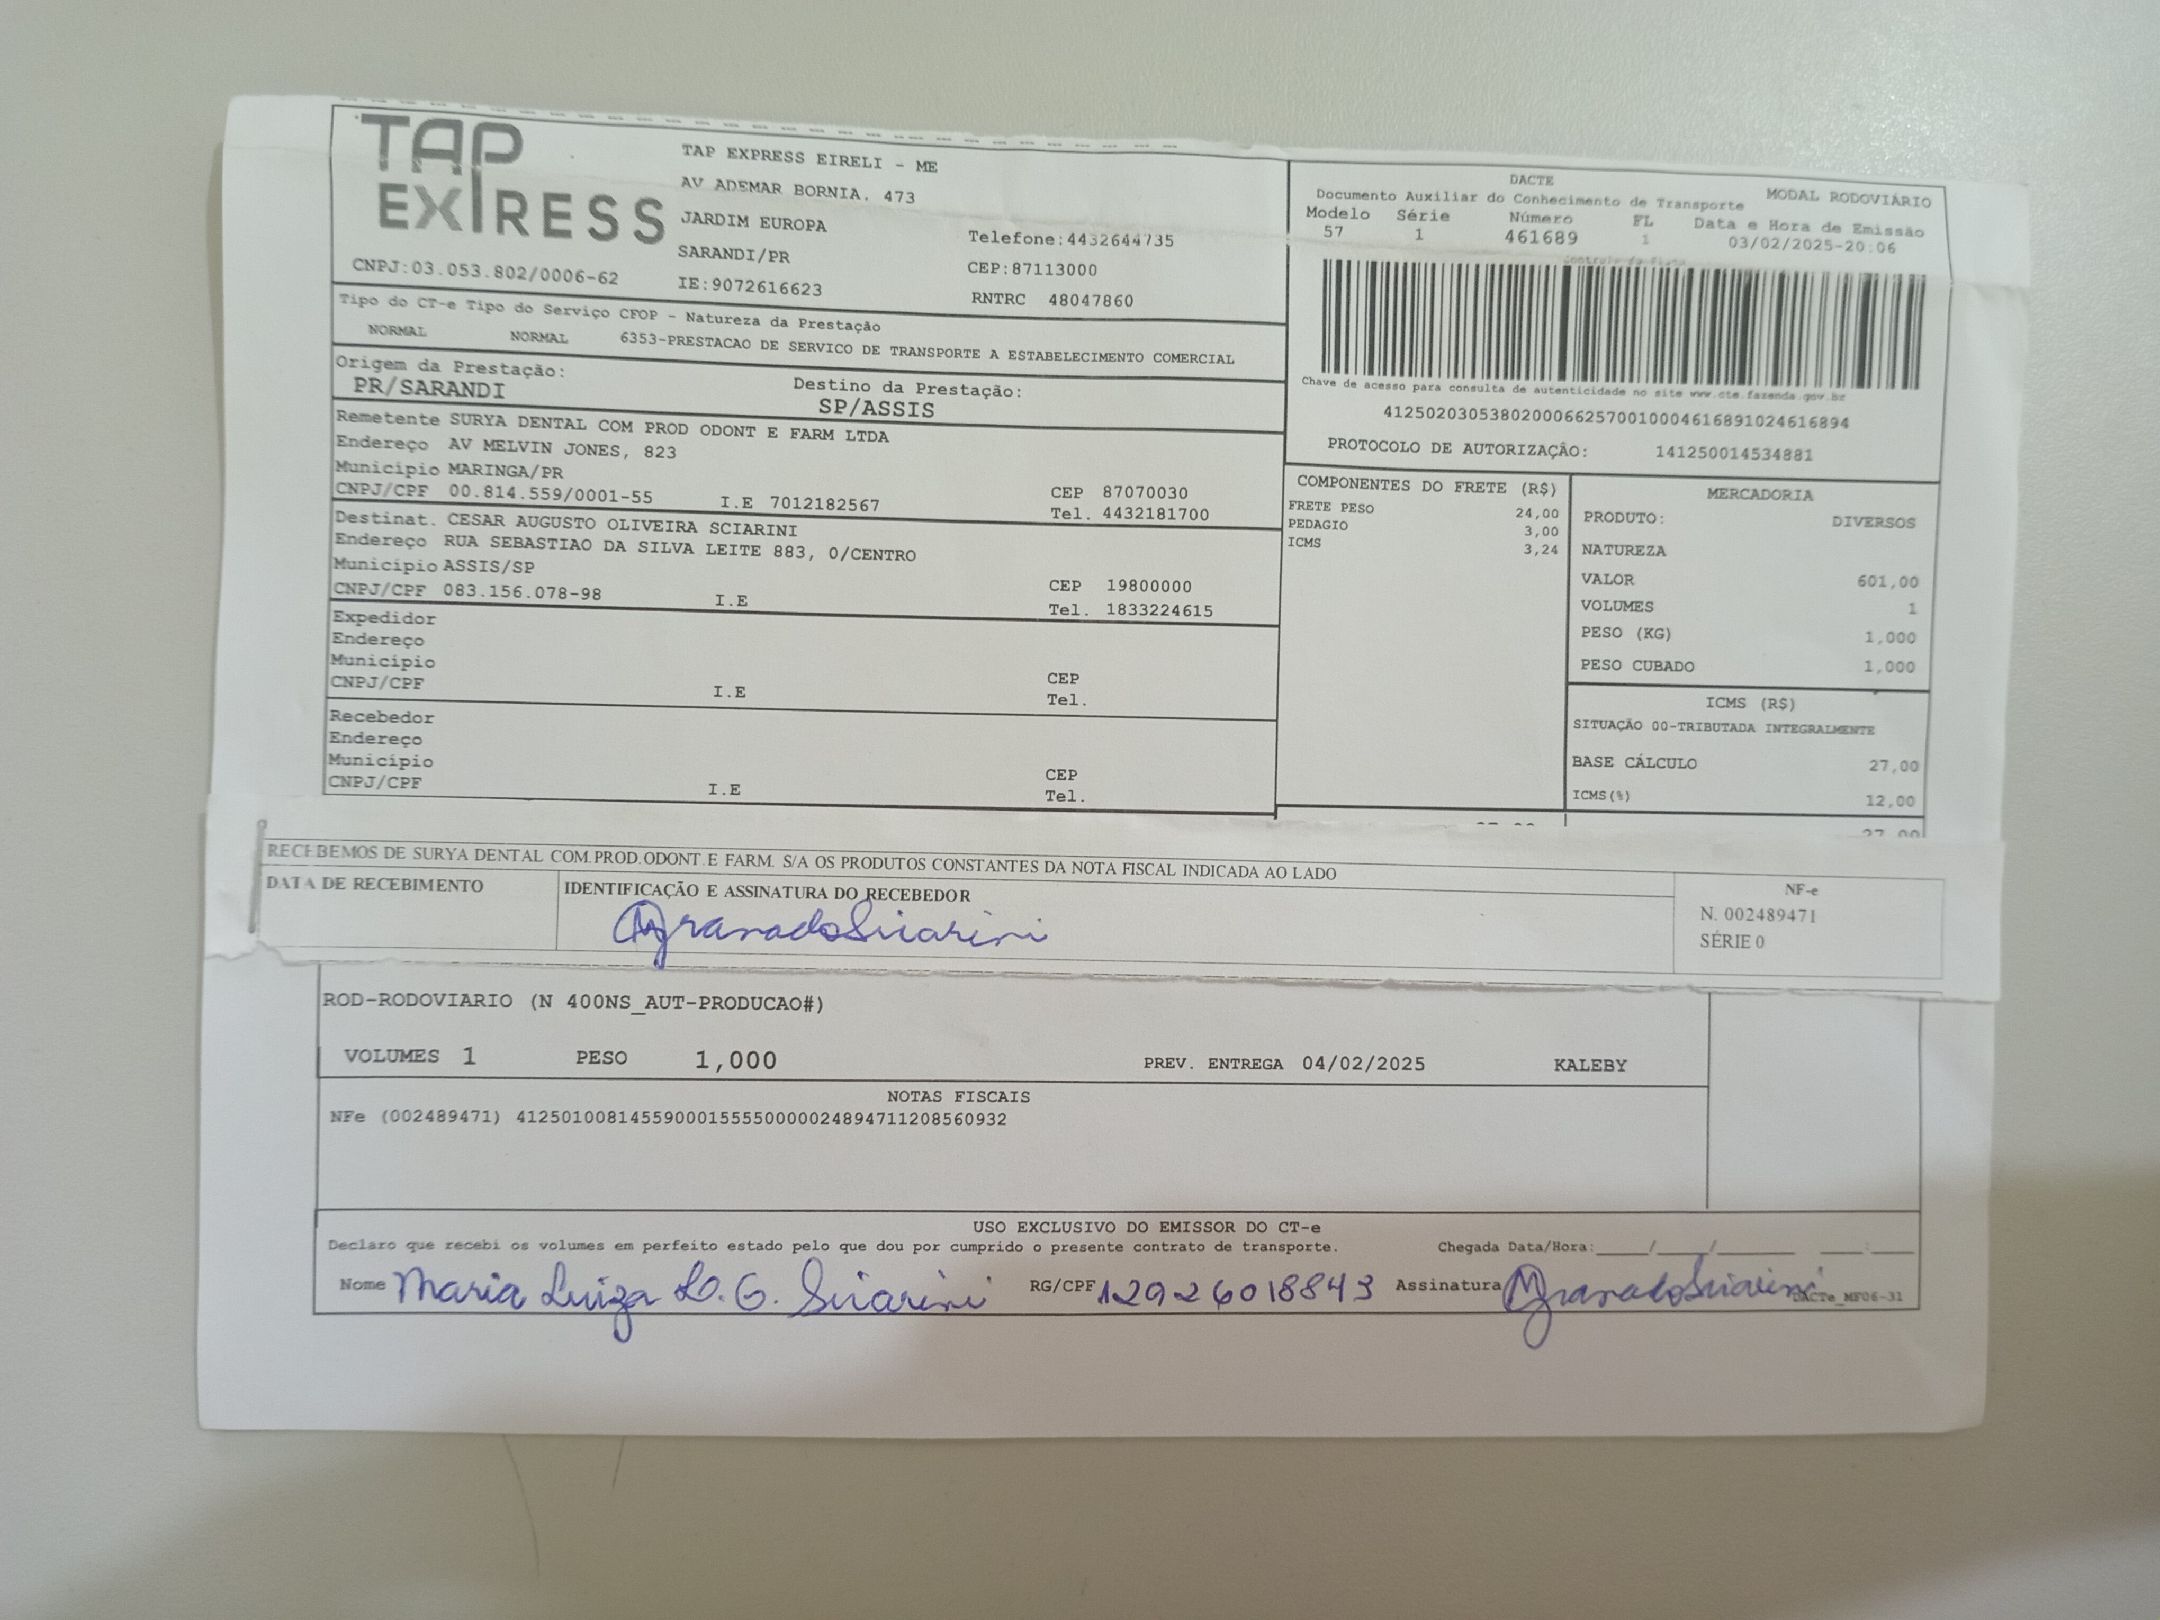 TAP
EXPRESS
TAP EXPRESS EIRELI - ME
AV ADEMAR BORNIA, 473
JARDIM EUROPA
SARANDI/PR
Telefone:4432644735
CEP:87113000
CNPJ:03.053.802/0006-62
IE:9072616623
RNTRC 48047860
DACTE
Documento Auxiliar do Conhecimento de Transporte
MODAL RODOVIÁRIO
Modelo Série Número FL Data e Hora de Emissão
57 1 461689 1 03/02/2025-20:06
Controle do Fisco
Chave de acesso para consulta de autenticidade no site www.cte.fazenda.gov.br
41250203053802000662570010004616891024616894
PROTOCOLO DE AUTORIZAÇÃO: 141250014534881
Tipo do CT-e Tipo do Serviço CFOP - Natureza da Prestação
NORMAL NORMAL 6353-PRESTACAO DE SERVICO DE TRANSPORTE A ESTABELECIMENTO COMERCIAL
Origem da Prestação: Destino da Prestação:
PR/SARANDI SP/ASSIS
Remetente SURYA DENTAL COM PROD ODONT E FARM LTDA
Endereço AV MELVIN JONES, 823
Município MARINGA/PR CEP 87070030
CNPJ/CPF 00.814.559/0001-55 I.E 7012182567 Tel. 4432181700
Destinat. CESAR AUGUSTO OLIVEIRA SCIARINI
Endereço RUA SEBASTIAO DA SILVA LEITE 883, 0/CENTRO
Município ASSIS/SP CEP 19800000
CNPJ/CPF 083.156.078-98 I.E Tel. 1833224615
Expedidor
Endereço
Município CEP
CNPJ/CPF I.E Tel.
Recebedor
Endereço
Município CEP
CNPJ/CPF I.E Tel.
COMPONENTES DO FRETE (R$)
FRETE PESO 24,00
PEDAGIO 3,00
ICMS 3,24
MERCADORIA
PRODUTO: DIVERSOS
NATUREZA
VALOR 601,00
VOLUMES 1
PESO (KG) 1,000
PESO CUBADO 1,000
ICMS (R$)
SITUAÇÃO 00-TRIBUTADA INTEGRALMENTE
BASE CÁLCULO 27,00
ICMS(%) 12,00
RECEBEMOS DE SURYA DENTAL COM.PROD.ODONT.E FARM. S/A OS PRODUTOS CONSTANTES DA NOTA FISCAL INDICADA AO LADO
DATA DE RECEBIMENTO
IDENTIFICAÇÃO E ASSINATURA DO RECEBEDOR
NF-e
N. 002489471
SÉRIE 0
ROD-RODOVIARIO (N 400NS_AUT-PRODUCAO#)
VOLUMES 1 PESO 1,000 PREV. ENTREGA 04/02/2025 KALEBY
NOTAS FISCAIS
NFe (002489471) 41250100814559000155550000024894711208560932
USO EXCLUSIVO DO EMISSOR DO CT-e
Declaro que recebi os volumes em perfeito estado pelo que dou por cumprido o presente contrato de transporte. Chegada Data/Hora:____/____/______ ____:____
Nome Maria Luiza L. G. Sciarini RG/CPF 12926018843 Assinatura
DACTe_MF06-31